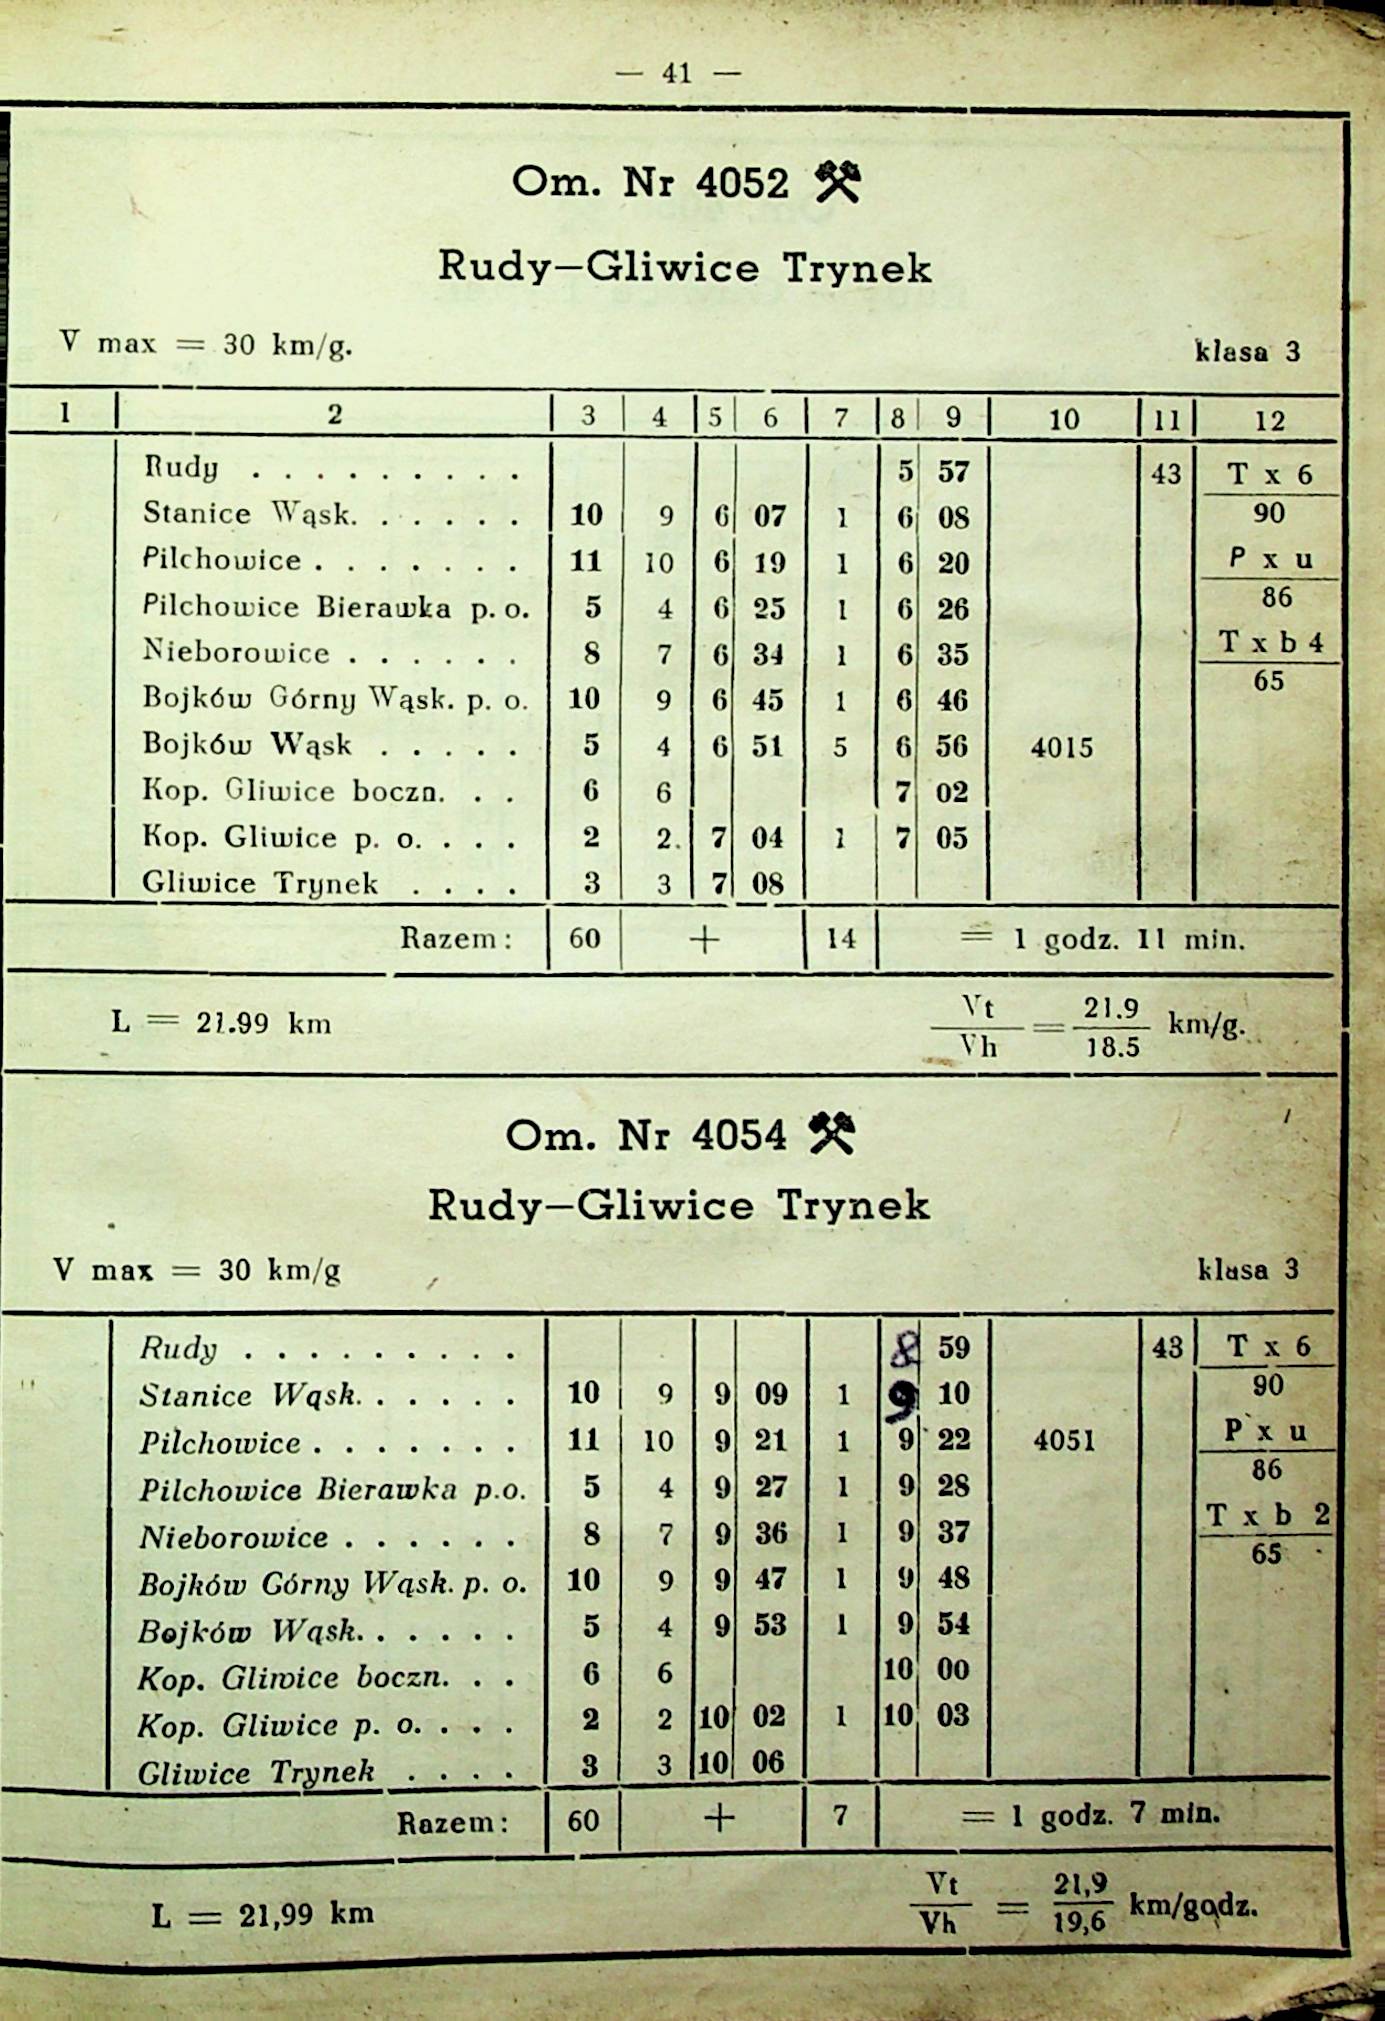 — 41 —
Om. Nr 4052 ⚒
Rudy—Gliwice Trynek
V max = 30 km/g. klasa 3
1 2 3 4 5 6 7 8 9 10 11 12
Rudy . . . . . . . . . 5 57 43 T x 6
Stanice Wąsk. . . . . . 10 9 6 07 1 6 08 90
Pilchowice . . . . . . . 11 10 6 19 1 6 20 P x u
Pilchowice Bierawka p. o. 5 4 6 25 1 6 26 86
Nieborowice . . . . . . 8 7 6 34 1 6 35 T x b 4
Bojków Górny Wąsk. p. o. 10 9 6 45 1 6 46 65
Bojków Wąsk . . . . . 5 4 6 51 5 6 56 4015
Kop. Gliwice boczn. . . 6 6 7 02
Kop. Gliwice p. o. . . . 2 2. 7 04 1 7 05
Gliwice Trynek . . . . 3 3 7 08
Razem: 60 + 14 = 1 godz. 11 min.
L = 21.99 km Vt/Vh = 21.9/18.5 km/g.
Om. Nr 4054 ⚒
Rudy—Gliwice Trynek
V max = 30 km/g klasa 3
Rudy . . . . . . . . . 8 59 43 T x 6
Stanice Wąsk. . . . . . 10 9 9 09 1 9 10 90
Pilchowice . . . . . . . 11 10 9 21 1 9 22 4051 P x u
Pilchowice Bierawka p.o. 5 4 9 27 1 9 28 86
Nieborowice . . . . . . 8 7 9 36 1 9 37 T x b 2
Bojków Górny Wąsk. p. o. 10 9 9 47 1 9 48 65
Bojków Wąsk. . . . . . 5 4 9 53 1 9 54
Kop. Gliwice boczn. . . 6 6 10 00
Kop. Gliwice p. o. . . . 2 2 10 02 1 10 03
Gliwice Trynek . . . . 3 3 10 06
Razem: 60 + 7 = 1 godz. 7 min.
L = 21,99 km Vt/Vh = 21,9/19,6 km/godz.